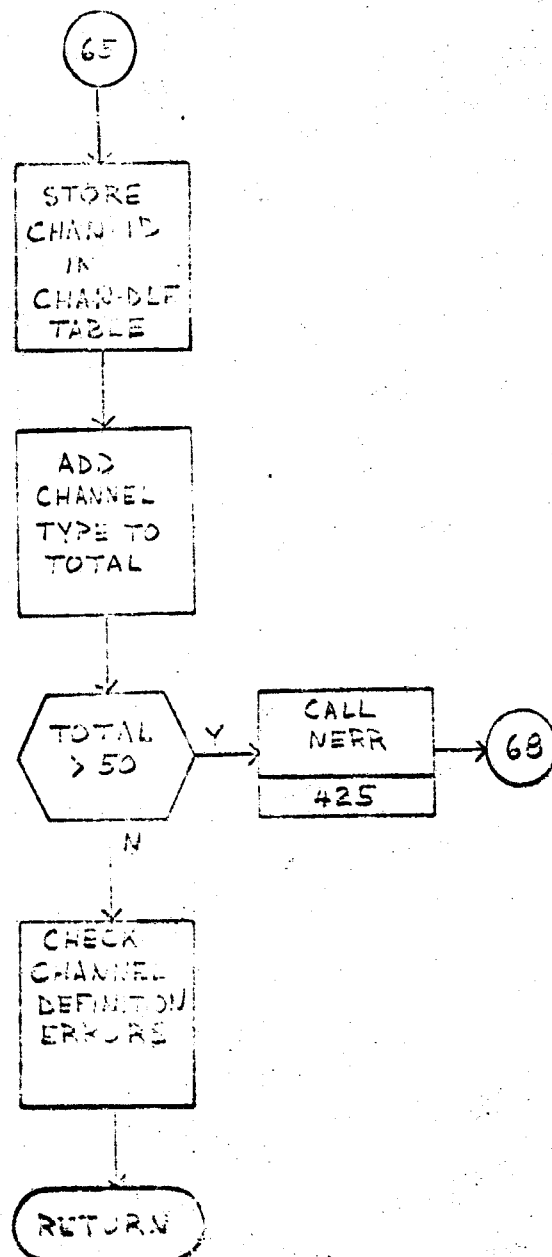 65
STORE
CHAN-ID
IN
CHAN-DEF
TABLE
ADD
CHANNEL
TYPE TO
TOTAL
TOTAL
> 50
Y
CALL
NERR
425
68
N
CHECK
CHANNEL
DEFINITION
ERRORS
RETURN